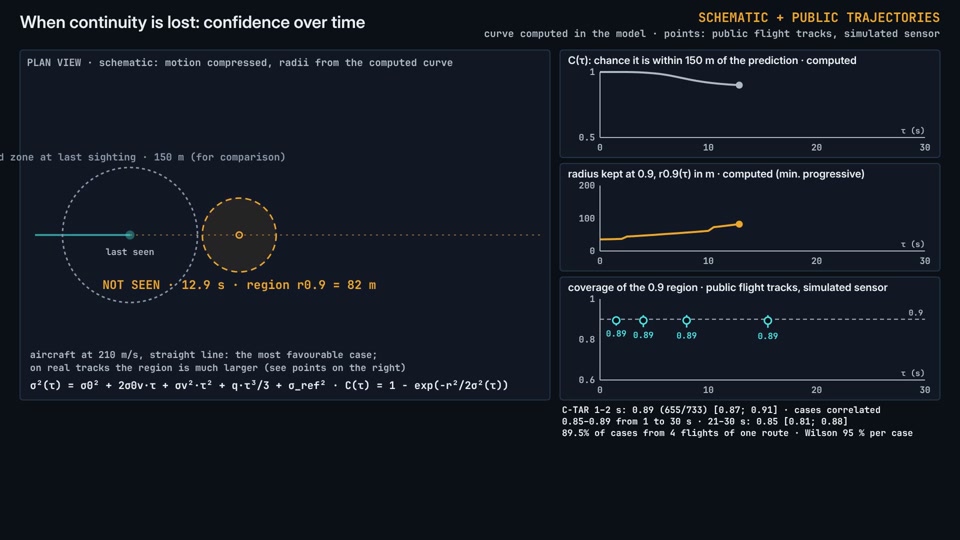 When continuity is lost: confidence over time
SCHEMATIC + PUBLIC TRAJECTORIES
curve computed in the model · points: public flight tracks, simulated sensor
PLAN VIEW · schematic: motion compressed, radii from the computed curve
d zone at last sighting · 150 m (for comparison)
last seen
NOT SEEN · 12.9 s · region r0.9 = 82 m
aircraft at 210 m/s, straight line: the most favourable case;
on real tracks the region is much larger (see points on the right)
σ²(τ) = σ0² + 2σ0v·τ + σv²·τ² + q·τ³/3 + σ_ref² · C(τ) = 1 - exp(-r²/2σ²(τ))
C(τ): chance it is within 150 m of the prediction · computed
1
0.5
τ (s)
0 10 20 30
radius kept at 0.9, r0.9(τ) in m · computed (min. progressive)
200
100
0
τ (s)
0 10 20 30
coverage of the 0.9 region · public flight tracks, simulated sensor
1
0.9
0.8
0.89 0.89 0.89 0.89
0.6
τ (s)
0 10 20 30
C-TAR 1-2 s: 0.89 (655/733) [0.87; 0.91] · cases correlated
0.85-0.89 from 1 to 30 s · 21-30 s: 0.85 [0.81; 0.88]
89.5% of cases from 4 flights of one route · Wilson 95 % per case